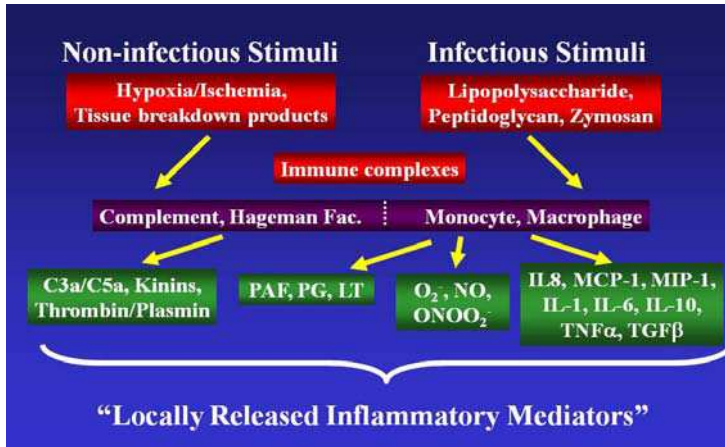 Non-infectious Stimuli
Infectious Stimuli
Hypoxia/Ischemia,
Tissue breakdown products
Lipopolysaccharide,
Peptidoglycan, Zymosan
Immune complexes
Complement, Hageman Fac.
Monocyte, Macrophage
C3a/C5a, Kinins,
Thrombin/Plasmin
PAF, PG, LT
O₂⁻, NO,
ONOO₂⁻
IL8, MCP-1, MIP-1,
IL-1, IL-6, IL-10,
TNFα, TGFβ
“Locally Released Inflammatory Mediators”